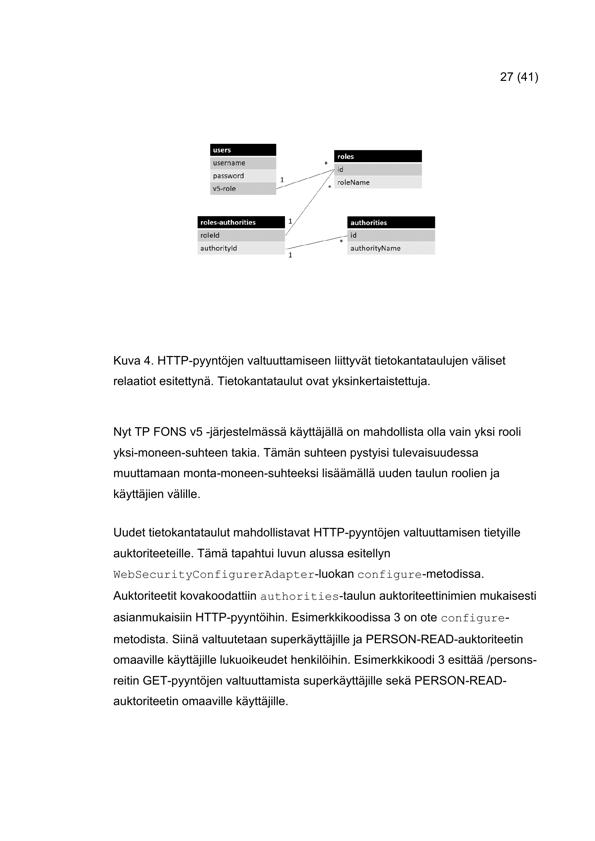 27 (41)
users
username
password
v5-role
1
*
roles
id
roleName
*
roles-authorities
roleId
authorityId
1
1
authorities
id
authorityName
*
Kuva 4. HTTP-pyyntöjen valtuuttamiseen liittyvät tietokantataulujen väliset
relaatiot esitettynä. Tietokantataulut ovat yksinkertaistettuja.
Nyt TP FONS v5 -järjestelmässä käyttäjällä on mahdollista olla vain yksi rooli
yksi-moneen-suhteen takia. Tämän suhteen pystyisi tulevaisuudessa
muuttamaan monta-moneen-suhteeksi lisäämällä uuden taulun roolien ja
käyttäjien välille.
Uudet tietokantataulut mahdollistavat HTTP-pyyntöjen valtuuttamisen tietyille
auktoriteeteille. Tämä tapahtui luvun alussa esitellyn
WebSecurityConfigurerAdapter-luokan configure-metodissa.
Auktoriteetit kovakoodattiin authorities-taulun auktoriteettinimien mukaisesti
asianmukaisiin HTTP-pyyntöihin. Esimerkkikoodissa 3 on ote configure-
metodista. Siinä valtuutetaan superkäyttäjille ja PERSON-READ-auktoriteetin
omaaville käyttäjille lukuoikeudet henkilöihin. Esimerkkikoodi 3 esittää /persons-
reitin GET-pyyntöjen valtuuttamista superkäyttäjille sekä PERSON-READ-
auktoriteetin omaaville käyttäjille.